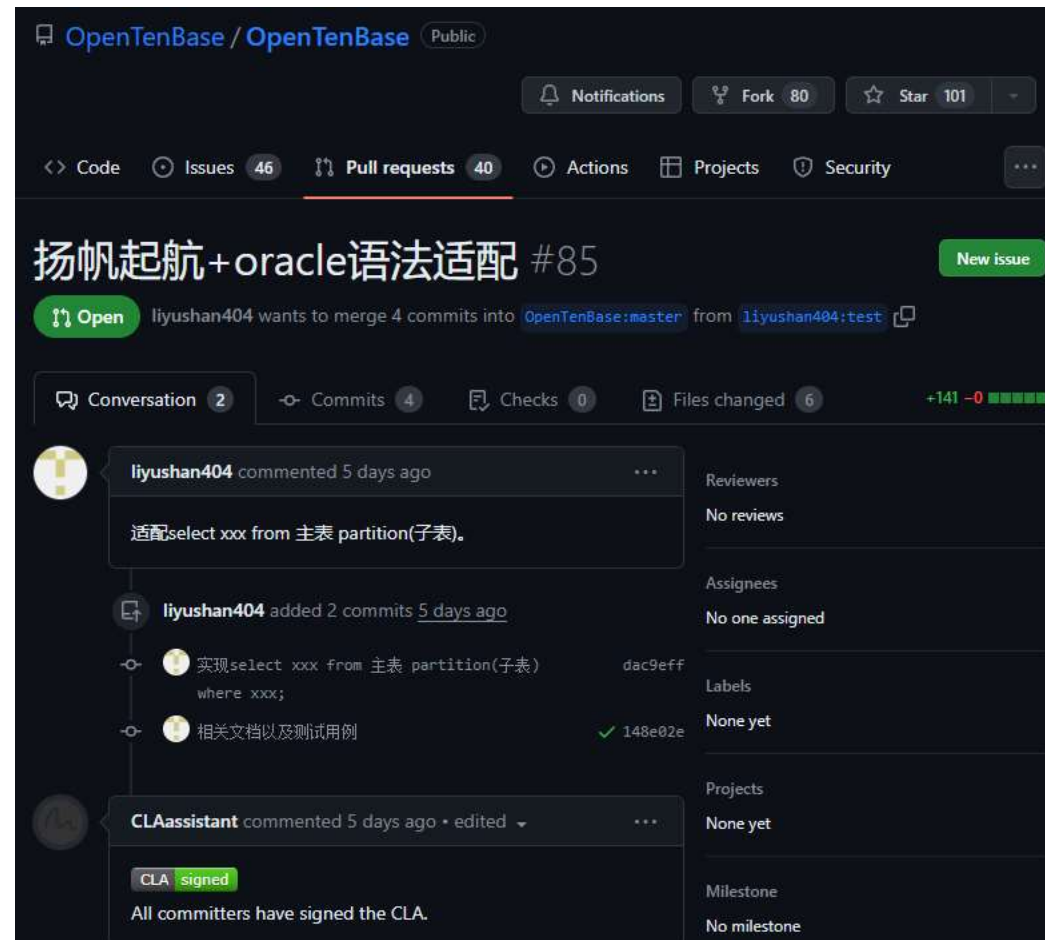 OpenTenBase / OpenTenBase Public
Notifications Fork 80 Star 101
Code Issues 46 Pull requests 40 Actions Projects Security
扬帆起航+oracle语法适配 #85
New issue
Open liyushan404 wants to merge 4 commits into OpenTenBase:master from liyushan404:test
Conversation 2 Commits 4 Checks 0 Files changed 6 +141 −0
liyushan404 commented 5 days ago
适配select xxx from 主表 partition(子表)。
liyushan404 added 2 commits 5 days ago
实现select xxx from 主表 partition(子表) dac9eff
where xxx;
相关文档以及测试用例 148e02e
CLAassistant commented 5 days ago • edited
CLA signed
All committers have signed the CLA.
Reviewers
No reviews
Assignees
No one assigned
Labels
None yet
Projects
None yet
Milestone
No milestone